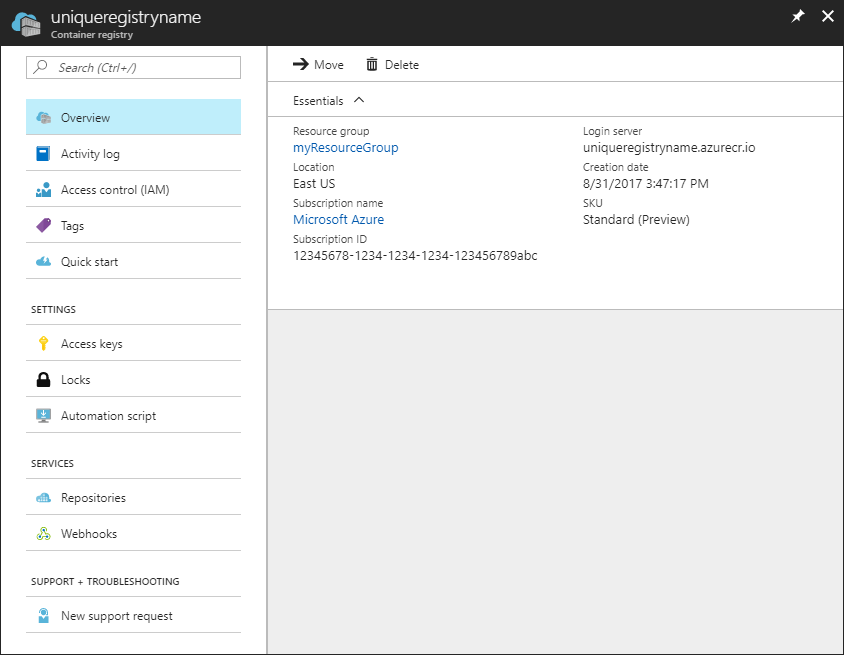 uniqueregistryname
Container registry
Search (Ctrl+/)
Overview
Activity log
Access control (IAM)
Tags
Quick start
SETTINGS
Access keys
Locks
Automation script
SERVICES
Repositories
Webhooks
SUPPORT + TROUBLESHOOTING
New support request
Move Delete
Essentials
Resource group
myResourceGroup
Location
East US
Subscription name
Microsoft Azure
Subscription ID
12345678-1234-1234-1234-123456789abc
Login server
uniqueregistryname.azurecr.io
Creation date
8/31/2017 3:47:17 PM
SKU
Standard (Preview)